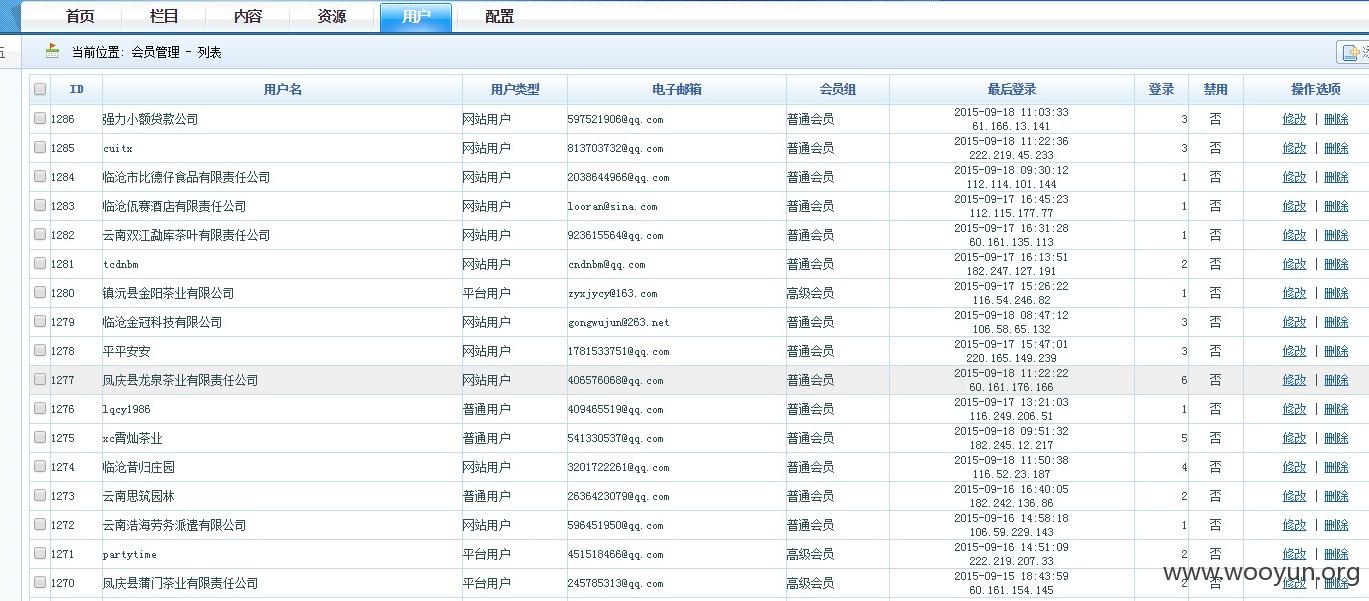 首页 栏目 内容 资源 用户 配置
当前位置: 会员管理 - 列表
ID 用户名 用户类型 电子邮箱 会员组 最后登录 登录 禁用 操作选项
1286 强力小额贷款公司 网站用户 597521906@qq.com 普通会员 2015-09-18 11:03:33 61.166.13.141 3 否 修改 | 删除
1285 cuitx 网站用户 813703732@qq.com 普通会员 2015-09-18 11:22:36 222.219.45.233 3 否 修改 | 删除
1284 临沧市比德仔食品有限责任公司 网站用户 2038644966@qq.com 普通会员 2015-09-18 09:30:12 112.114.101.144 1 否 修改 | 删除
1283 临沧佤赛酒店有限责任公司 网站用户 looran@sina.com 普通会员 2015-09-17 16:45:23 112.115.177.77 1 否 修改 | 删除
1282 云南双江勐库茶叶有限责任公司 网站用户 923615564@qq.com 普通会员 2015-09-17 16:31:28 60.161.135.113 1 否 修改 | 删除
1281 tcdnbm 网站用户 cndnbm@qq.com 普通会员 2015-09-17 16:13:51 182.247.127.191 2 否 修改 | 删除
1280 镇沅县金阳茶业有限公司 平台用户 zyxjycy@163.com 高级会员 2015-09-17 15:26:22 116.54.246.82 1 否 修改 | 删除
1279 临沧金冠科技有限公司 网站用户 gongwujun@263.net 普通会员 2015-09-18 08:47:12 106.58.65.132 3 否 修改 | 删除
1278 平平安安 网站用户 1781533751@qq.com 普通会员 2015-09-17 15:47:01 220.165.149.239 3 否 修改 | 删除
1277 凤庆县龙泉茶业有限责任公司 网站用户 406576068@qq.com 普通会员 2015-09-18 11:22:22 60.161.176.166 6 否 修改 | 删除
1276 lqcy1986 普通用户 409465519@qq.com 普通会员 2015-09-17 13:21:03 116.249.206.51 1 否 修改 | 删除
1275 xc霄灿茶业 普通用户 541330537@qq.com 普通会员 2015-09-18 09:51:32 182.245.12.217 5 否 修改 | 删除
1274 临沧昔归庄园 网站用户 3201722261@qq.com 普通会员 2015-09-18 11:50:38 116.52.23.187 4 否 修改 | 删除
1273 云南思筑园林 普通用户 2636423079@qq.com 普通会员 2015-09-16 16:40:05 182.242.136.86 2 否 修改 | 删除
1272 云南浩海劳务派遣有限公司 网站用户 596451950@qq.com 普通会员 2015-09-16 14:58:18 106.59.229.143 1 否 修改 | 删除
1271 partytime 平台用户 451518466@qq.com 高级会员 2015-09-16 14:51:09 222.219.207.33 2 否 修改 | 删除
1270 凤庆县蒲门茶业有限责任公司 平台用户 245785313@qq.com 高级会员 2015-09-15 18:43:59 60.161.154.145 2 否 修改 | 删除
www.wooyun.org